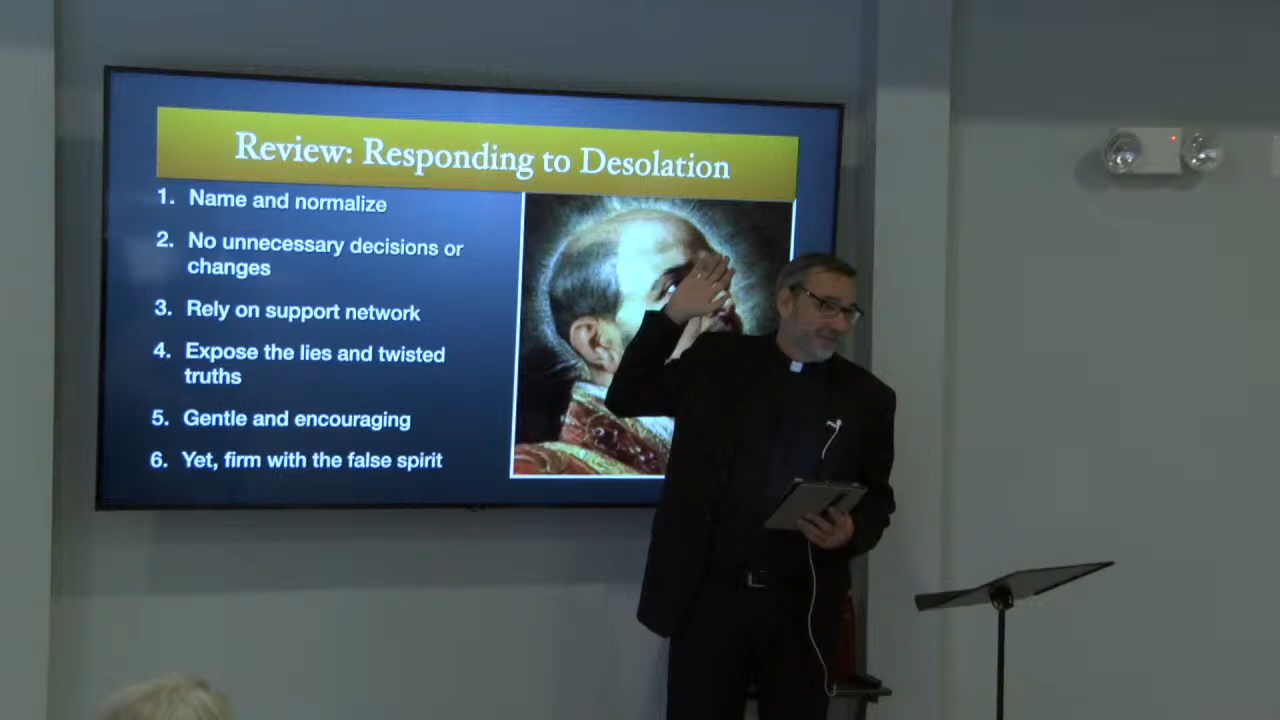 Review: Responding to Desolation
1. Name and normalize
2. No unnecessary decisions or
changes
3. Rely on support network
4. Expose the lies and twisted
truths
5. Gentle and encouraging
6. Yet, firm with the false spirit